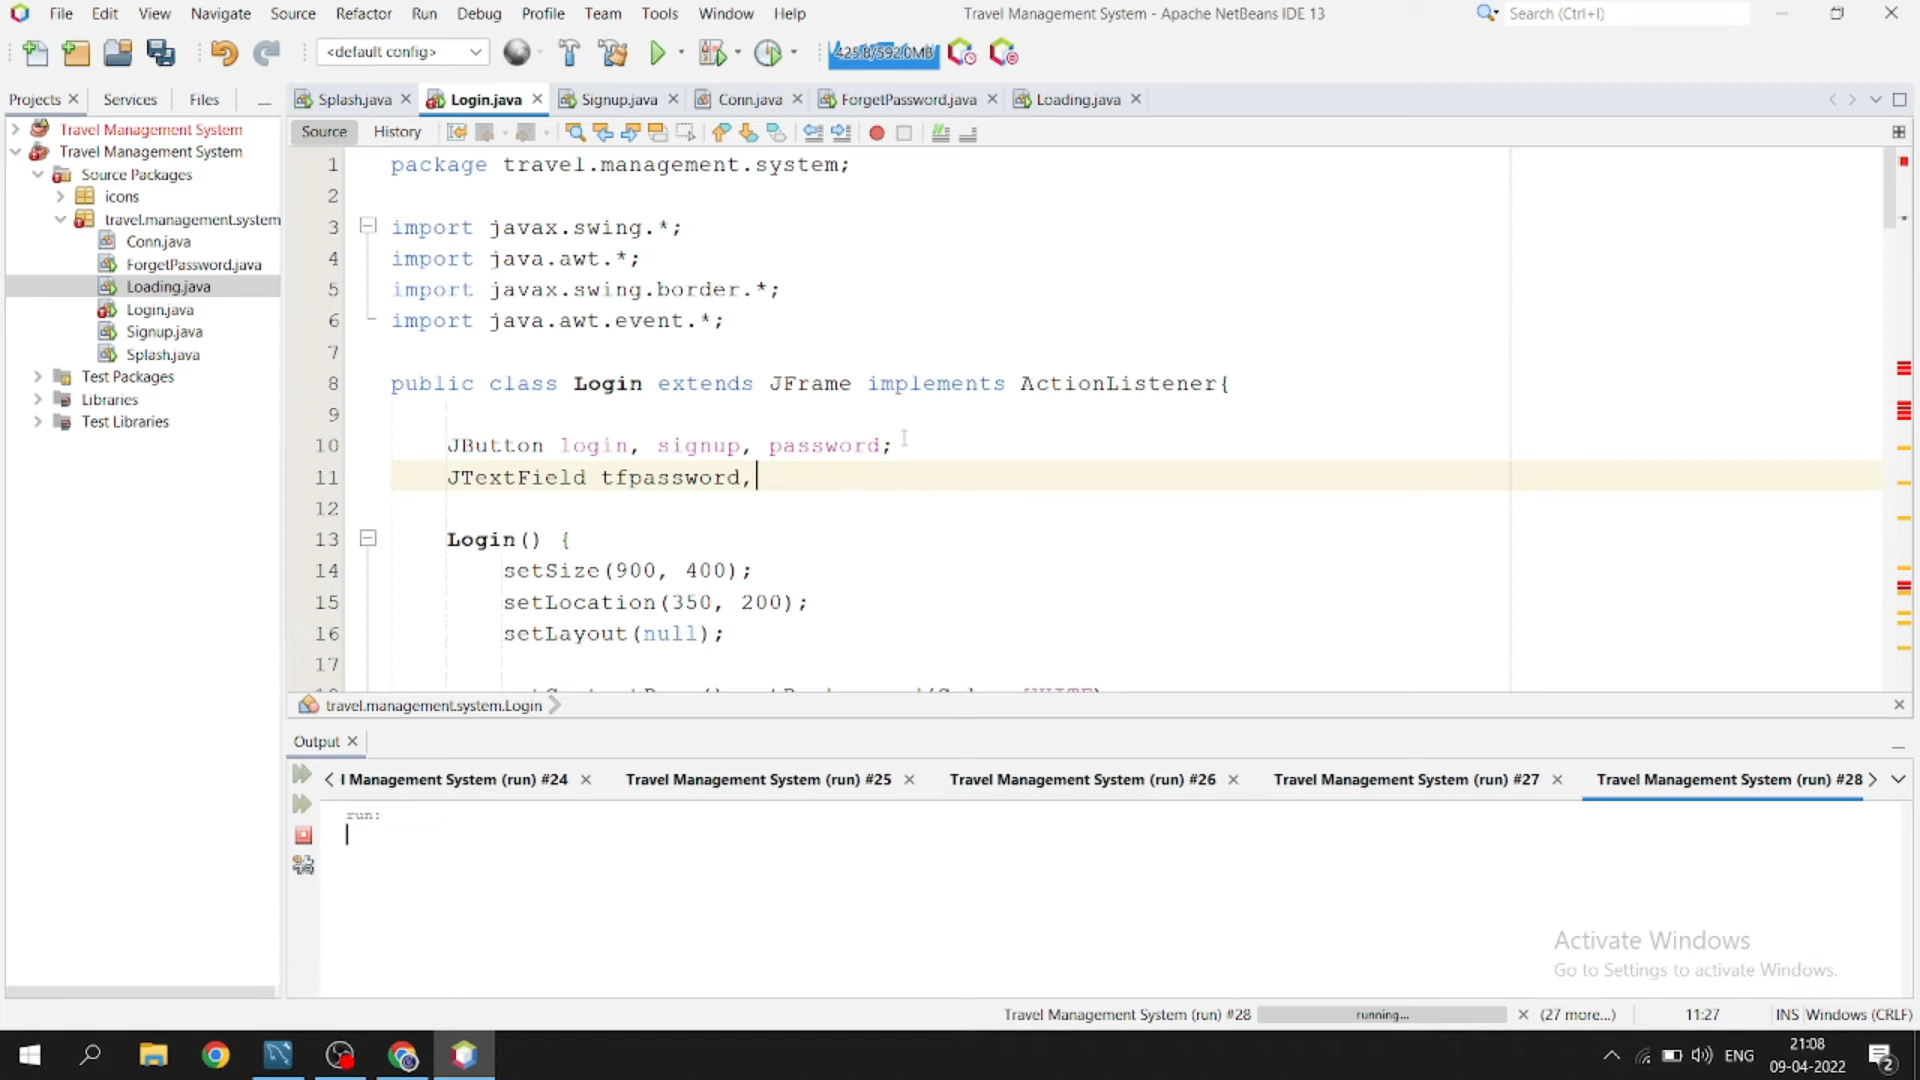 File Edit View Navigate Source Refactor Run Debug Profile Team Tools Window Help
Travel Management System - Apache NetBeans IDE 13
Search (Ctrl+I)
<default config>
425.8/592.0MB
Projects Services Files
Splash.java Login.java Signup.java Conn.java ForgetPassword.java Loading.java
Source History
Travel Management System
Travel Management System
Source Packages
icons
travel.management.system
Conn.java
ForgetPassword.java
Loading.java
Login.java
Signup.java
Splash.java
Test Packages
Libraries
Test Libraries
1 package travel.management.system;
2
3 import javax.swing.*;
4 import java.awt.*;
5 import javax.swing.border.*;
6 import java.awt.event.*;
7
8 public class Login extends JFrame implements ActionListener{
9
10 JButton login, signup, password;
11 JTextField tfpassword,
12
13 Login() {
14 setSize(900, 400);
15 setLocation(350, 200);
16 setLayout(null);
17
travel.management.system.Login
Output
l Management System (run) #24 Travel Management System (run) #25 Travel Management System (run) #26 Travel Management System (run) #27 Travel Management System (run) #28
run:
Activate Windows
Go to Settings to activate Windows.
Travel Management System (run) #28 running... (27 more...) 11:27 INS Windows (CRLF)
ENG
21:08
09-04-2022
2